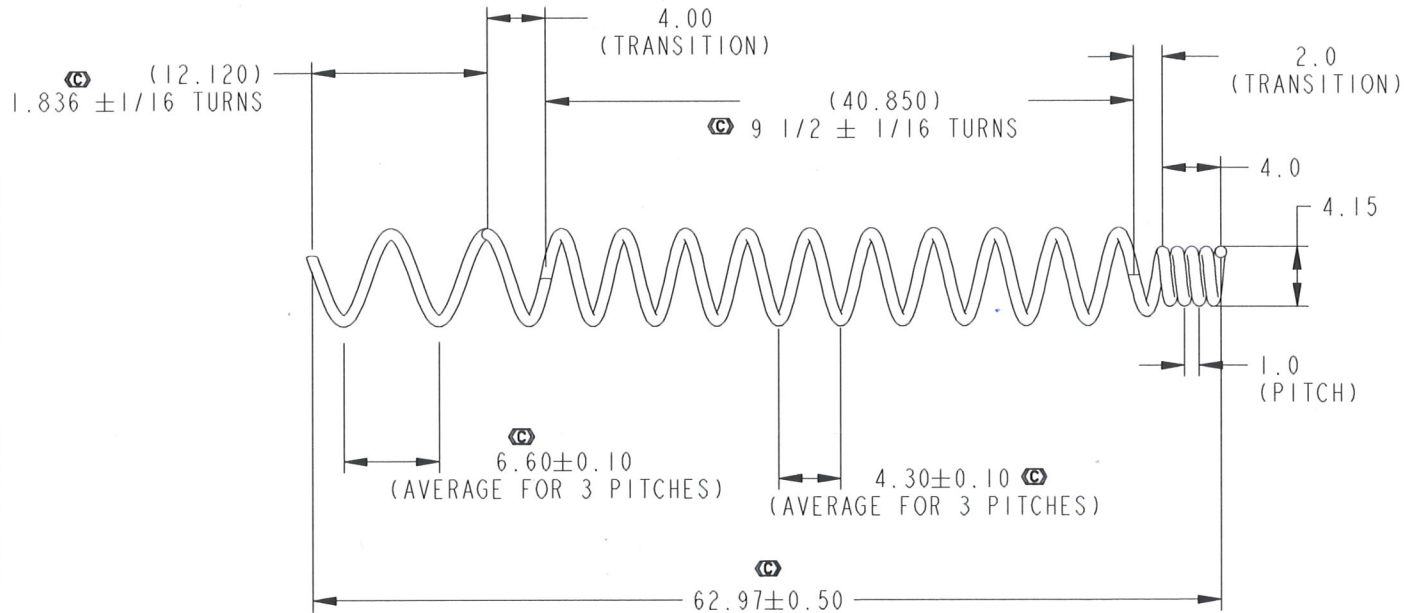 4.00
(TRANSITION)
2.0
(TRANSITION)
C (12.120)
1.836 ±1/16 TURNS
(40.850)
C 9 1/2 ± 1/16 TURNS
4.0
4.15
1.0
(PITCH)
C
6.60±0.10
(AVERAGE FOR 3 PITCHES)
4.30±0.10 C
(AVERAGE FOR 3 PITCHES)
C
62.97±0.50